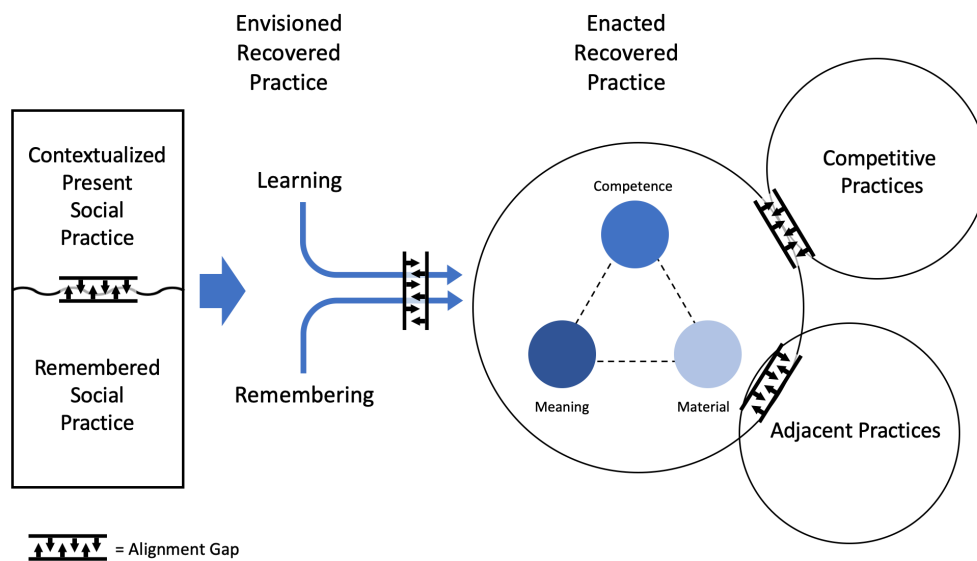 Envisioned
Recovered
Practice
Enacted
Recovered
Practice
Contextualized
Present
Social
Practice
Remembered
Social
Practice
Learning
Remembering
Competence
Meaning
Material
Competitive
Practices
Adjacent Practices
= Alignment Gap